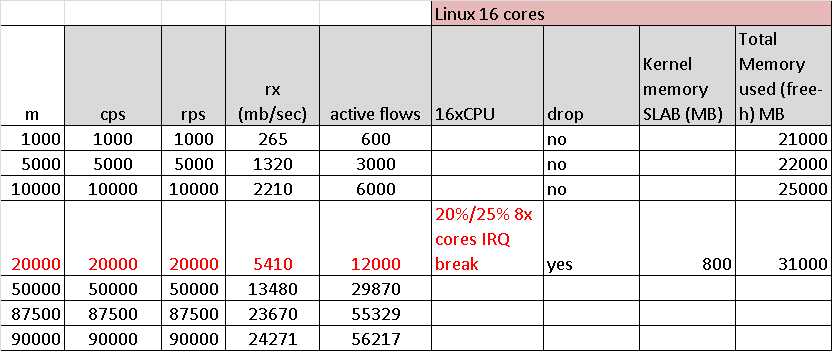 Linux 16 cores
m cps rps rx (mb/sec) active flows 16xCPU drop Kernel memory SLAB (MB) Total Memory used (free-h) MB
1000 1000 1000 265 600 no 21000
5000 5000 5000 1320 3000 no 22000
10000 10000 10000 2210 6000 no 25000
20000 20000 20000 5410 12000 20%/25% 8x cores IRQ break yes 800 31000
50000 50000 50000 13480 29870
87500 87500 87500 23670 55329
90000 90000 90000 24271 56217